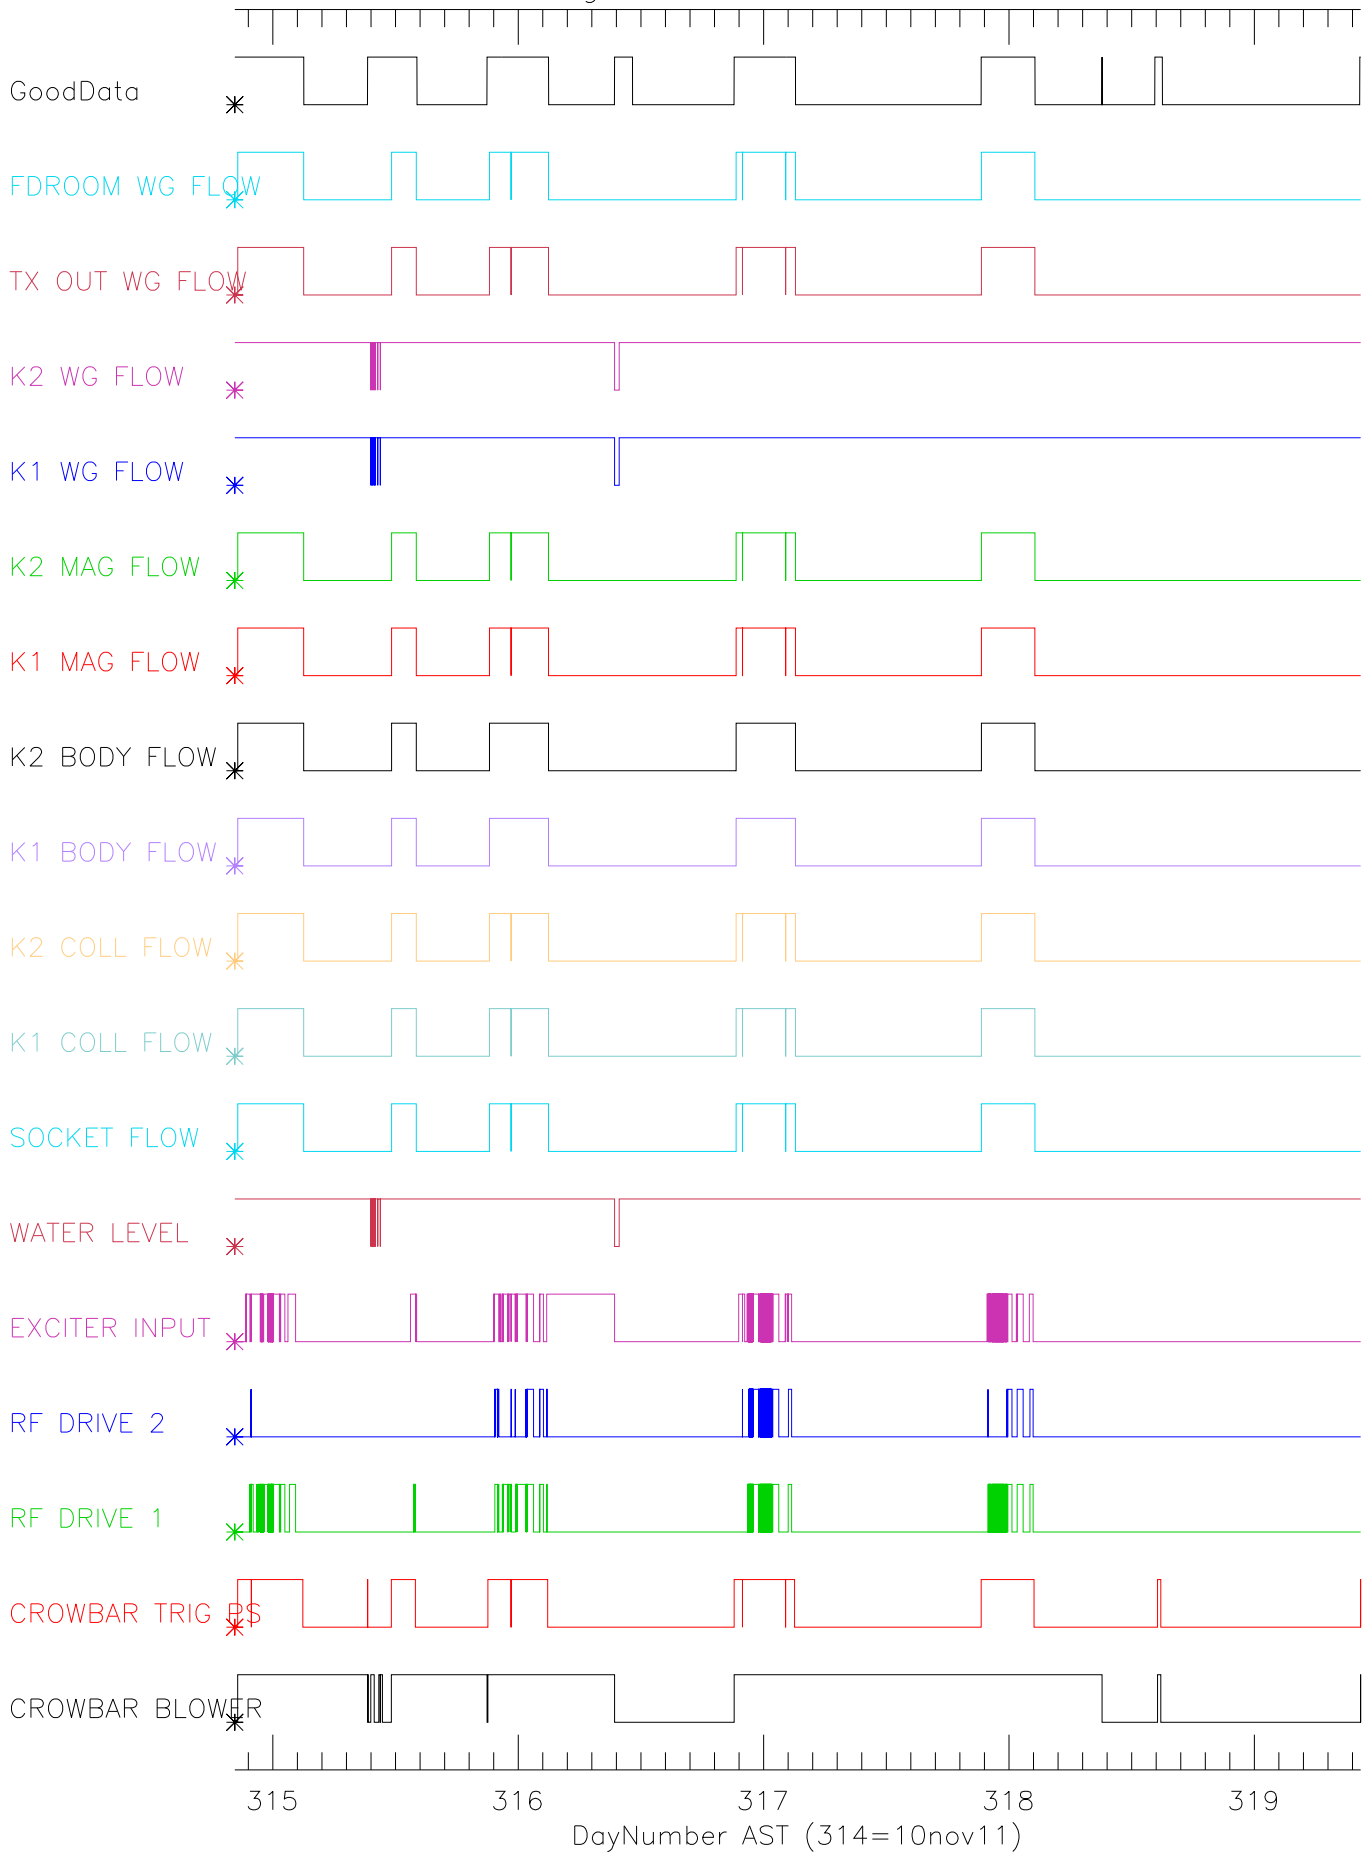 GoodData
FDROOM WG FLOW
TX OUT WG FLOW
K2 WG FLOW
K1 WG FLOW
K2 MAG FLOW
K1 MAG FLOW
K2 BODY FLOW
K1 BODY FLOW
K2 COLL FLOW
K1 COLL FLOW
SOCKET FLOW
WATER LEVEL
EXCITER INPUT
RF DRIVE 2
RF DRIVE 1
CROWBAR TRIG PS
CROWBAR BLOWER
315 316 317 318 319
DayNumber AST (314=10nov11)